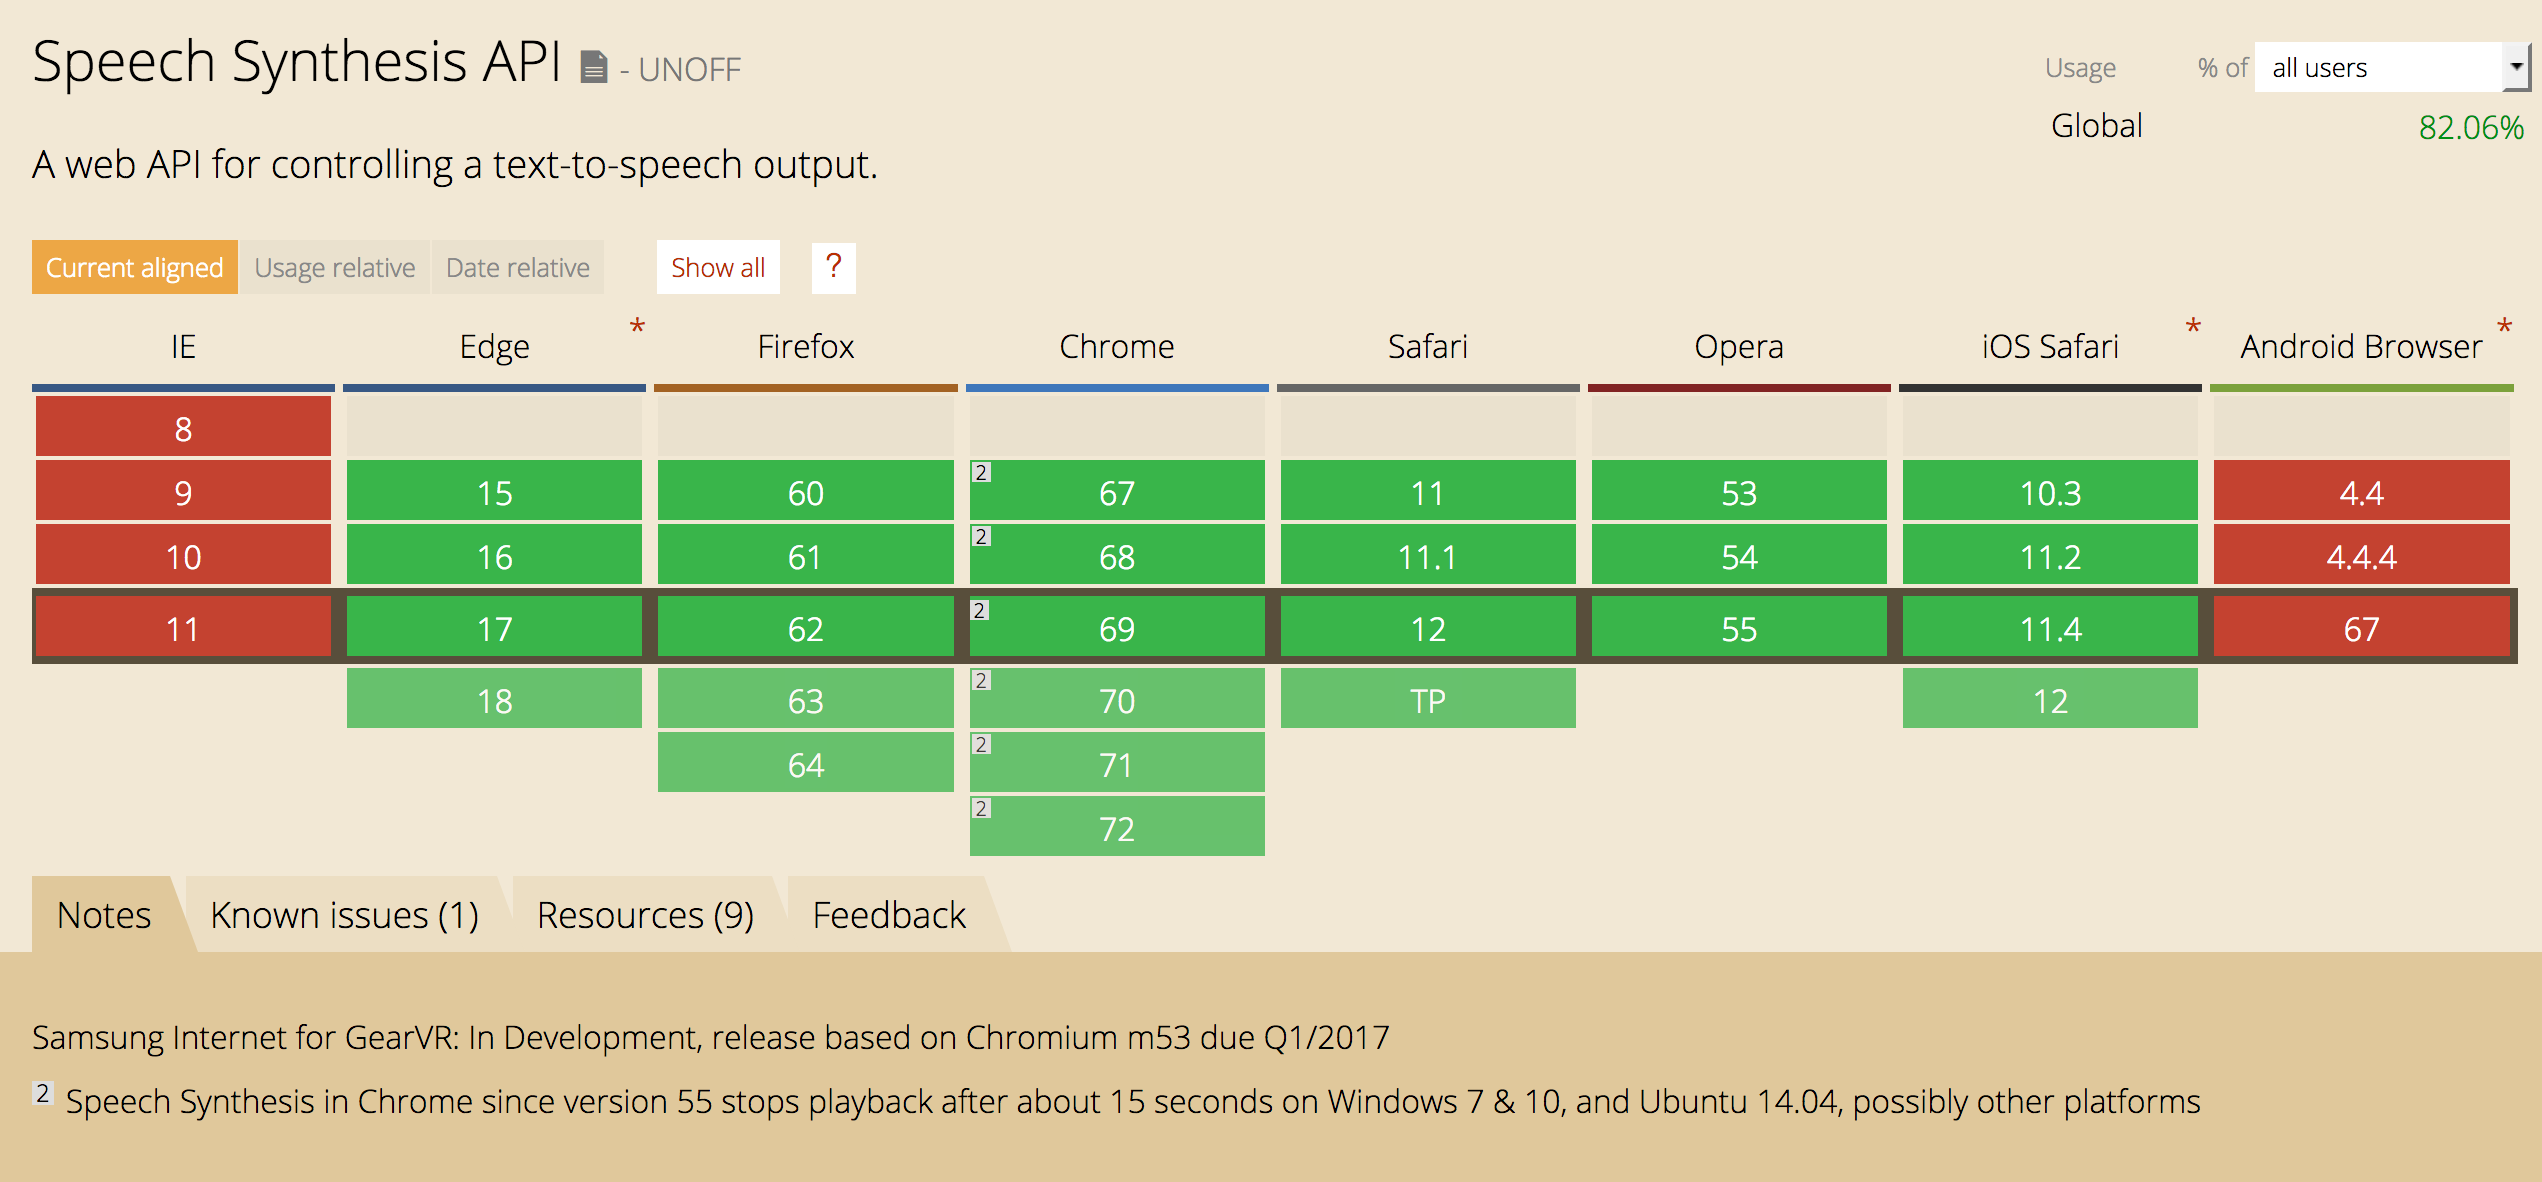 Speech Synthesis API - UNOFF
Usage % of all users
Global 82.06%
A web API for controlling a text-to-speech output.
Current aligned Usage relative Date relative Show all ?
IE Edge * Firefox Chrome Safari Opera iOS Safari * Android Browser *
8
9 15 60 2 67 11 53 10.3 4.4
10 16 61 2 68 11.1 54 11.2 4.4.4
11 17 62 2 69 12 55 11.4 67
18 63 2 70 TP 12
64 2 71
2 72
Notes Known issues (1) Resources (9) Feedback
Samsung Internet for GearVR: In Development, release based on Chromium m53 due Q1/2017
2 Speech Synthesis in Chrome since version 55 stops playback after about 15 seconds on Windows 7 & 10, and Ubuntu 14.04, possibly other platforms